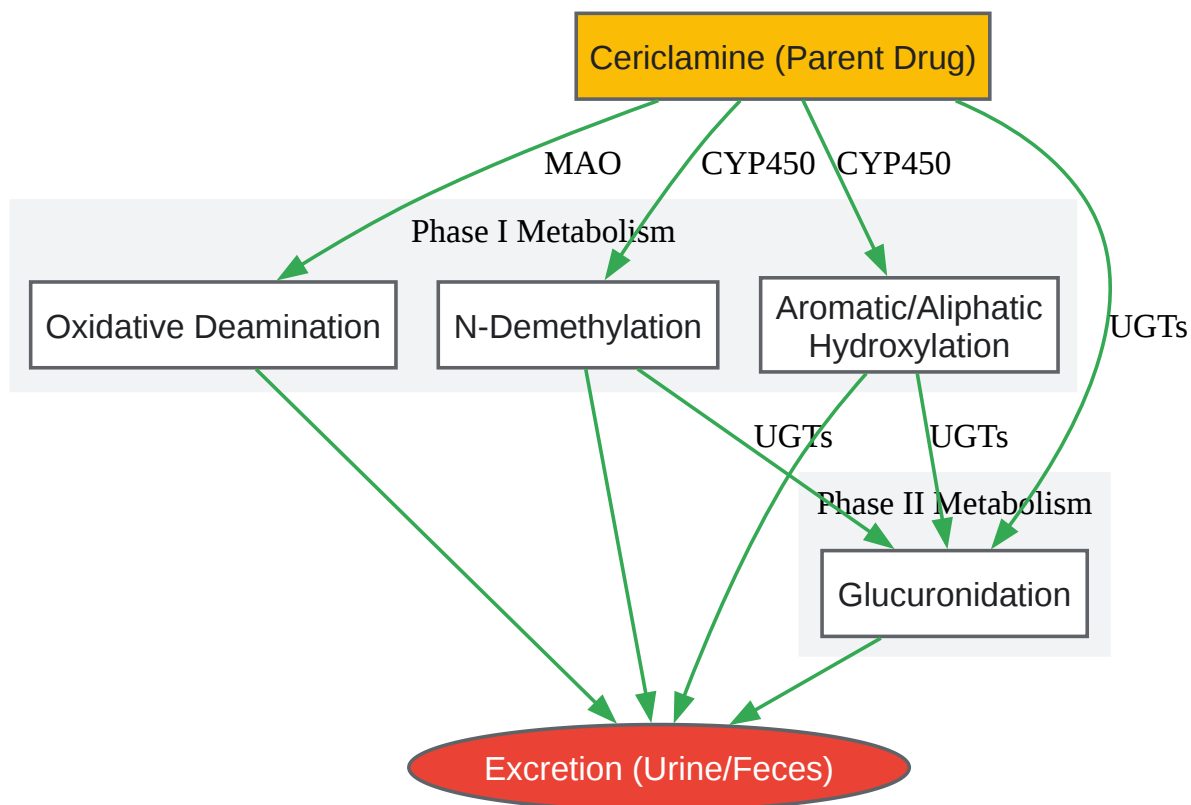 Cericlamine (Parent Drug)
MAO
CYP450
CYP450
Phase I Metabolism
Oxidative Deamination
N-Demethylation
Aromatic/Aliphatic
Hydroxylation
UGTs
UGTs
UGTs
Phase II Metabolism
Glucuronidation
Excretion (Urine/Feces)